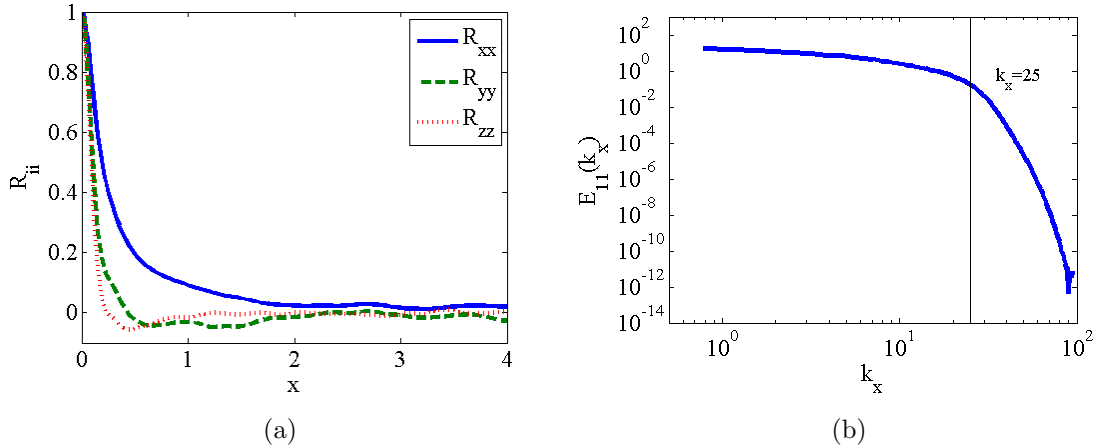 1
0.8
0.6
0.4
0.2
0
R_ii
0 1 2 3 4
x
R_xx
R_yy
R_zz
(a)
10^2
10^0
10^-2
10^-4
10^-6
10^-8
10^-10
10^-12
10^-14
E_11(k_x)
k_x=25
10^0 10^1 10^2
k_x
(b)